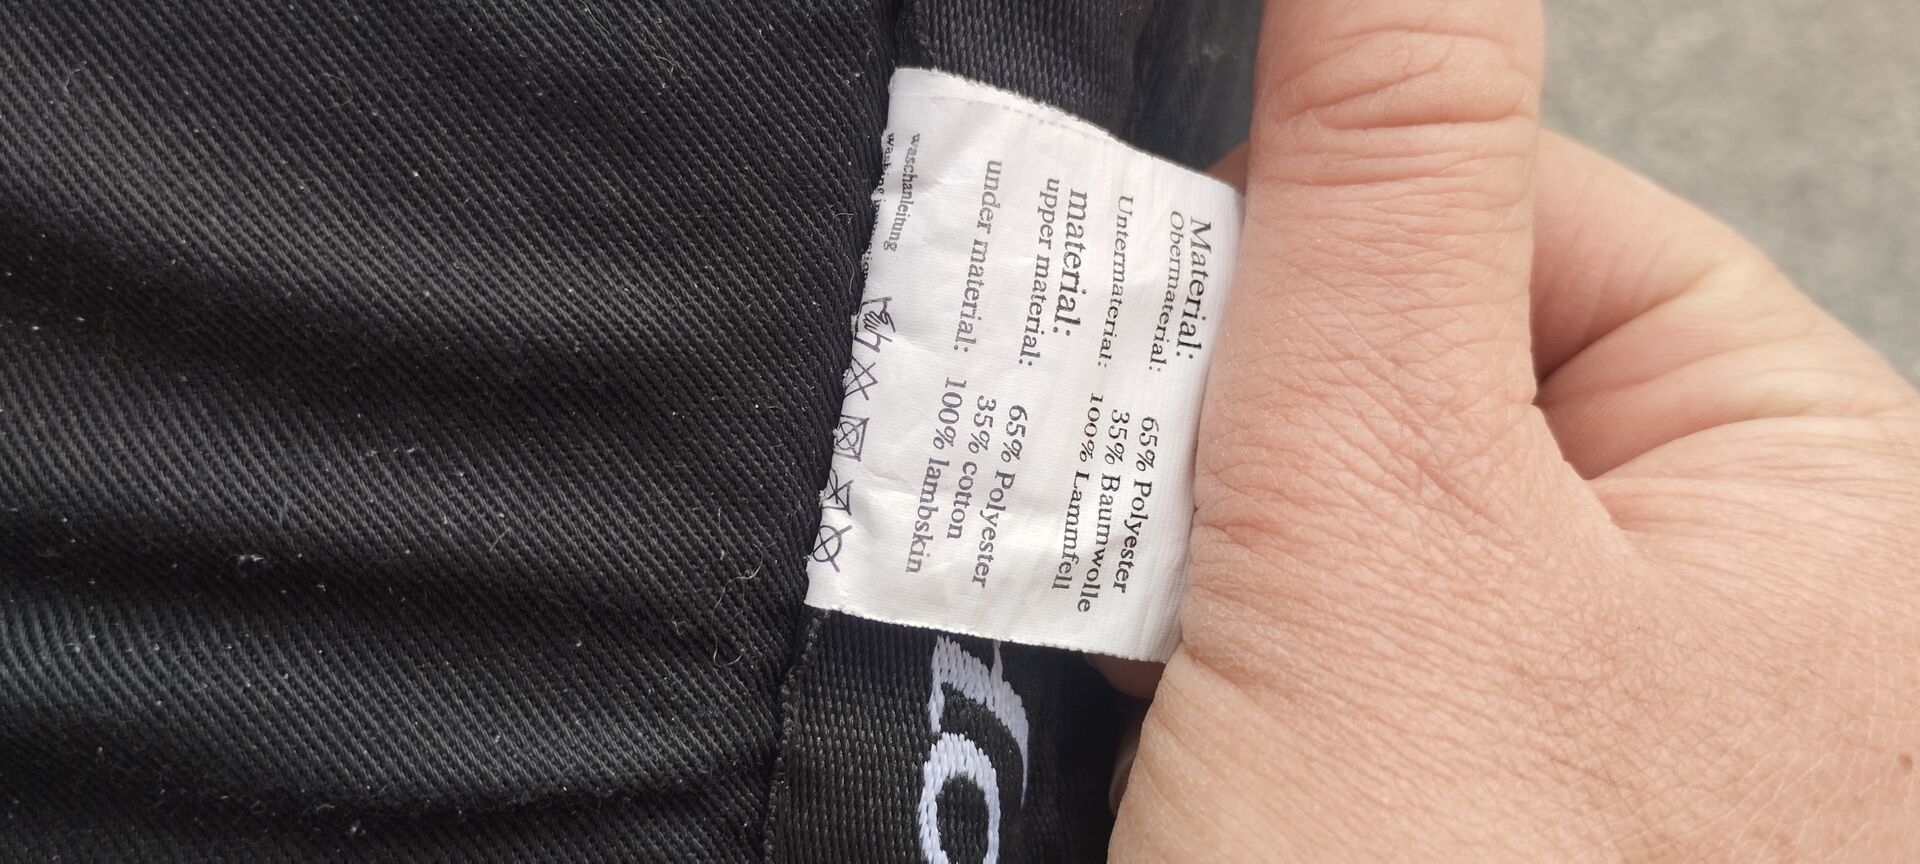 Material:
Obermaterial: 65% Polyester
35% Baumwolle
Untermaterial: 100% Lammfell
material:
upper material: 65% Polyester
35% cotton
under material: 100% lambskin
waschanleitung